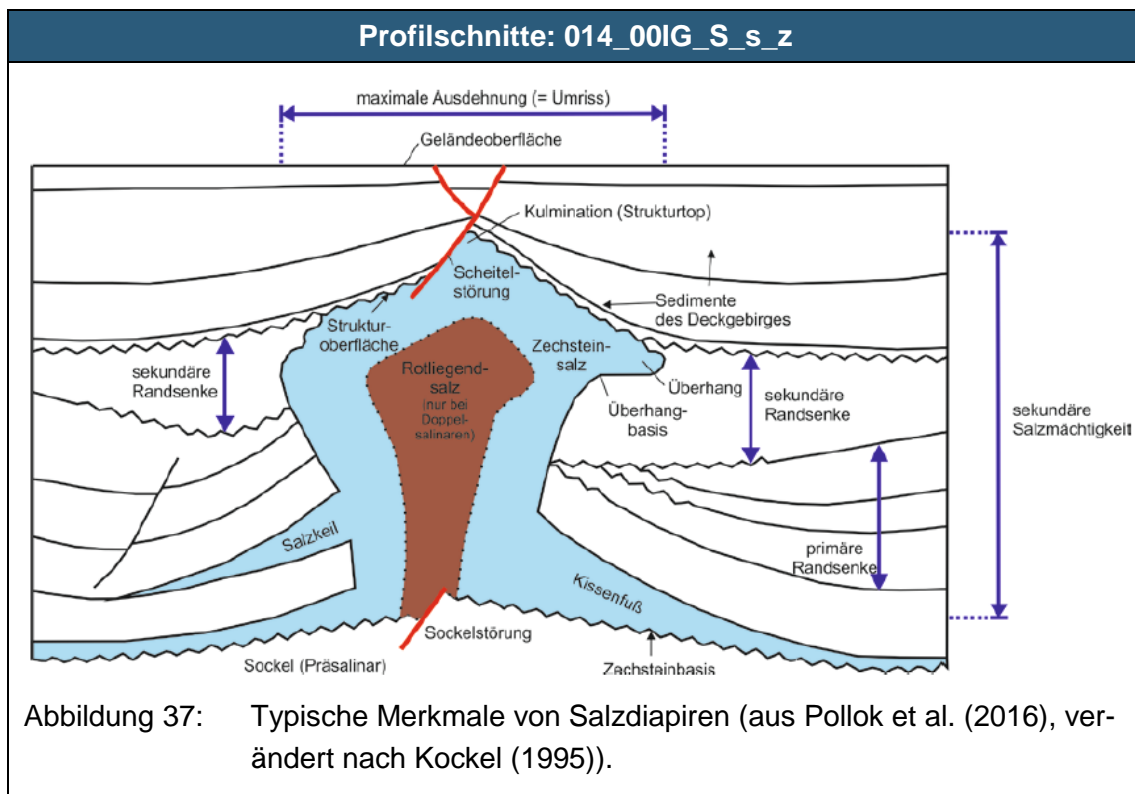 Profilschnitte: 014_00IG_S_s_z
maximale Ausdehnung (= Umriss)
Geländeoberfläche
Kulmination (Strukturtop)
Scheitel-
störung
Sedimente
des Deckgebirges
Struktur-
oberfläche
Zechstein-
salz
sekundäre
Randsenke
Rotliegend-
salz
(nur bei
Doppel-
salinaren)
Überhang
Überhang-
basis
sekundäre
Randsenke
sekundäre
Salzmächtigkeit
Salzkeil
primäre
Randsenke
Kissenfuß
Sockelstörung
Sockel (Präsalinar)
Zechsteinbasis
Abbildung 37: Typische Merkmale von Salzdiapiren (aus Pollok et al. (2016), ver-
ändert nach Kockel (1995)).